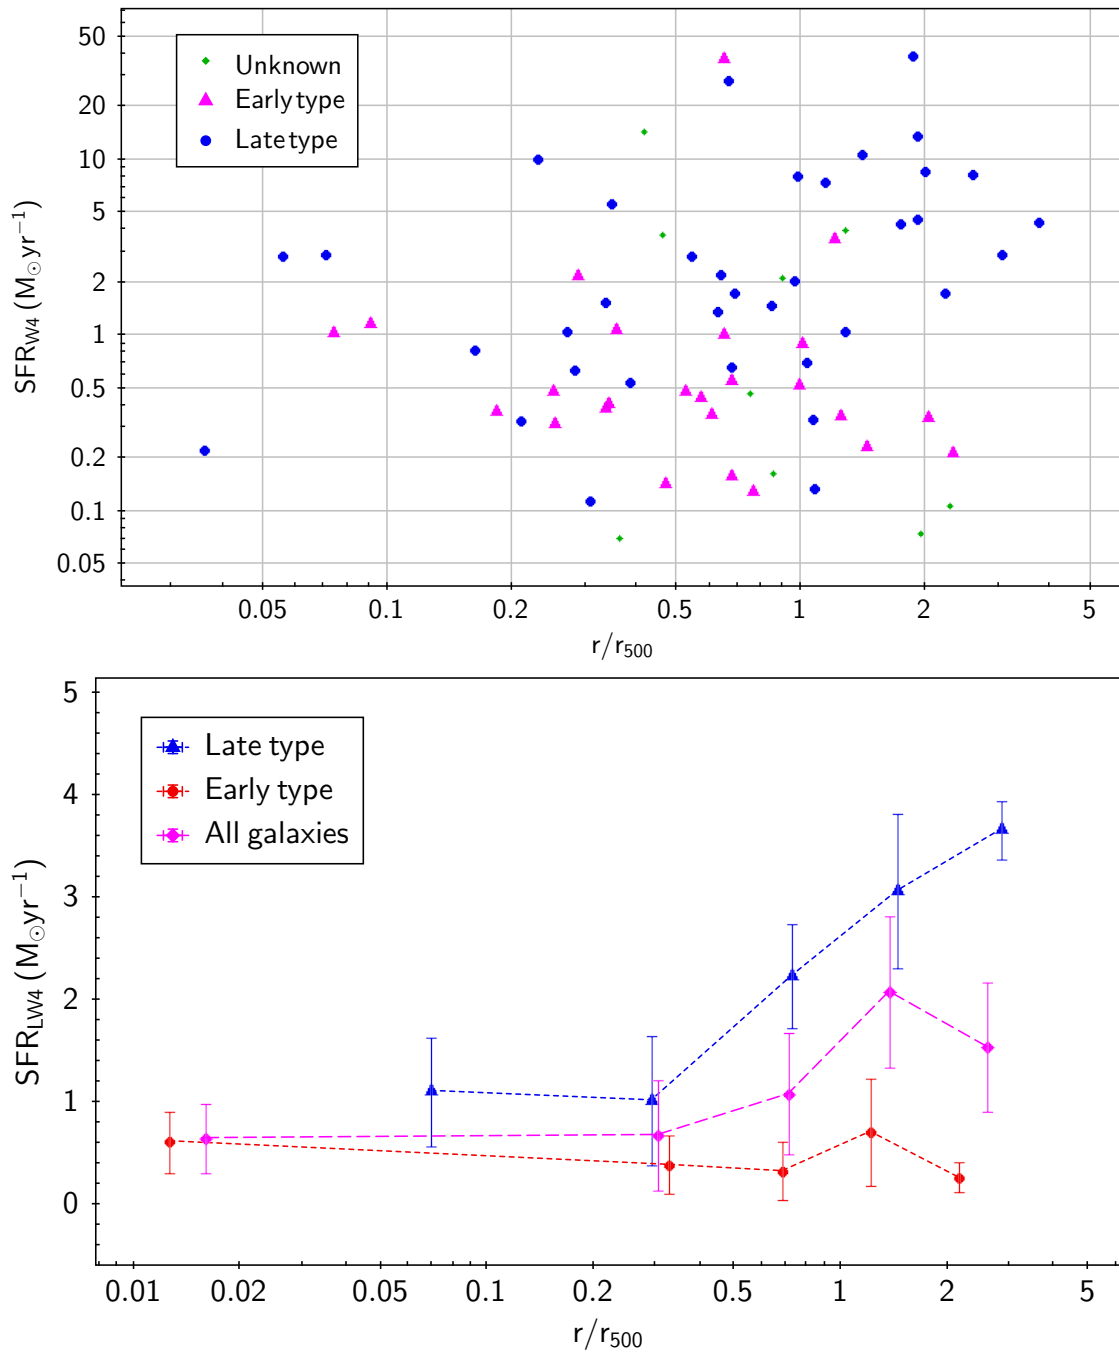 50
20
10
5
2
1
0.5
0.2
0.1
0.05
SFR_W4 (M_⊙ yr⁻¹)
Unknown
Early type
Late type
0.05 0.1 0.2 0.5 1 2 5
r/r_500
5
4
3
2
1
0
SFR_LW4 (M_⊙ yr⁻¹)
Late type
Early type
All galaxies
0.01 0.02 0.1 0.2 0.5 1 2 5
r/r_500